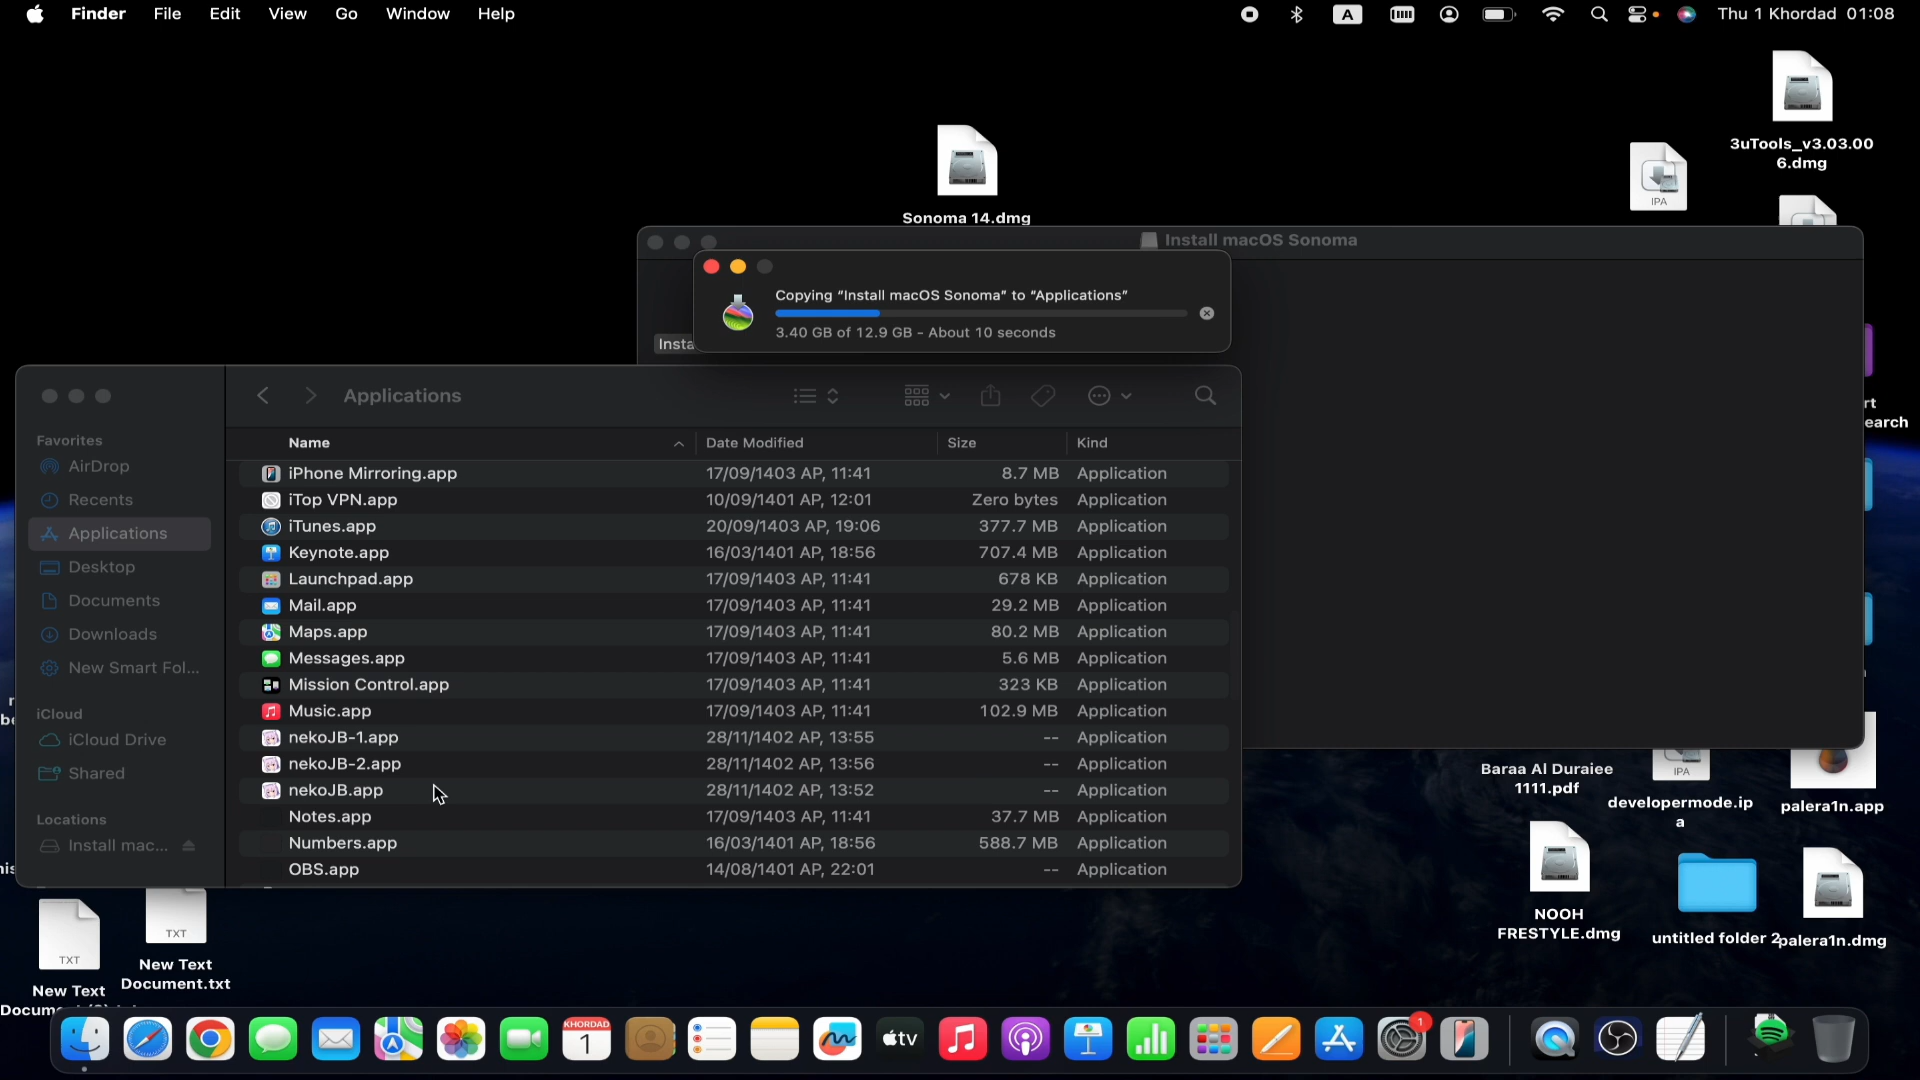 Finder File Edit View Go Window Help
A
Thu 1 Khordad 01:08
3uTools_v3.03.00
6.dmg
IPA
Sonoma 14.dmg
Install macOS Sonoma
Copying "Install macOS Sonoma" to "Applications"
3.40 GB of 12.9 GB - About 10 seconds
Insta
Applications
Favorites
AirDrop
Recents
Applications
Desktop
Documents
Downloads
New Smart Fol...
iCloud
iCloud Drive
Shared
Locations
Install mac...
Name Date Modified Size Kind
iPhone Mirroring.app 17/09/1403 AP, 11:41 8.7 MB Application
iTop VPN.app 10/09/1401 AP, 12:01 Zero bytes Application
iTunes.app 20/09/1403 AP, 19:06 377.7 MB Application
Keynote.app 16/03/1401 AP, 18:56 707.4 MB Application
Launchpad.app 17/09/1403 AP, 11:41 678 KB Application
Mail.app 17/09/1403 AP, 11:41 29.2 MB Application
Maps.app 17/09/1403 AP, 11:41 80.2 MB Application
Messages.app 17/09/1403 AP, 11:41 5.6 MB Application
Mission Control.app 17/09/1403 AP, 11:41 323 KB Application
Music.app 17/09/1403 AP, 11:41 102.9 MB Application
nekoJB-1.app 28/11/1402 AP, 13:55 -- Application
nekoJB-2.app 28/11/1402 AP, 13:56 -- Application
nekoJB.app 28/11/1402 AP, 13:52 -- Application
Notes.app 17/09/1403 AP, 11:41 37.7 MB Application
Numbers.app 16/03/1401 AP, 18:56 588.7 MB Application
OBS.app 14/08/1401 AP, 22:01 -- Application
rt
earch
Baraa Al Duraiee
1111.pdf
IPA
developermode.ip
a
palera1n.app
NOOH
FRESTYLE.dmg
untitled folder 2
palera1n.dmg
TXT
New Text
TXT
New Text
Document.txt
KHORDAD
1
tv
1